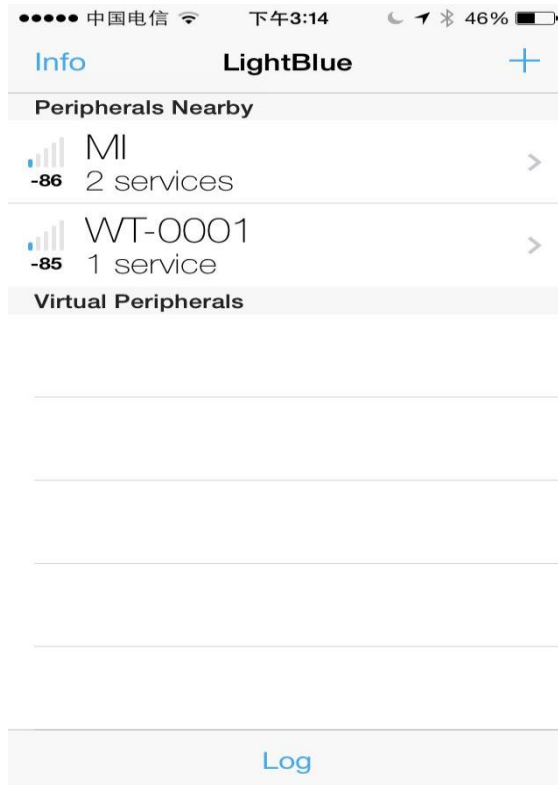 中国电信 下午3:14 46%
Info LightBlue
Peripherals Nearby
MI
-86 2 services
WT-0001
-85 1 service
Virtual Peripherals
Log